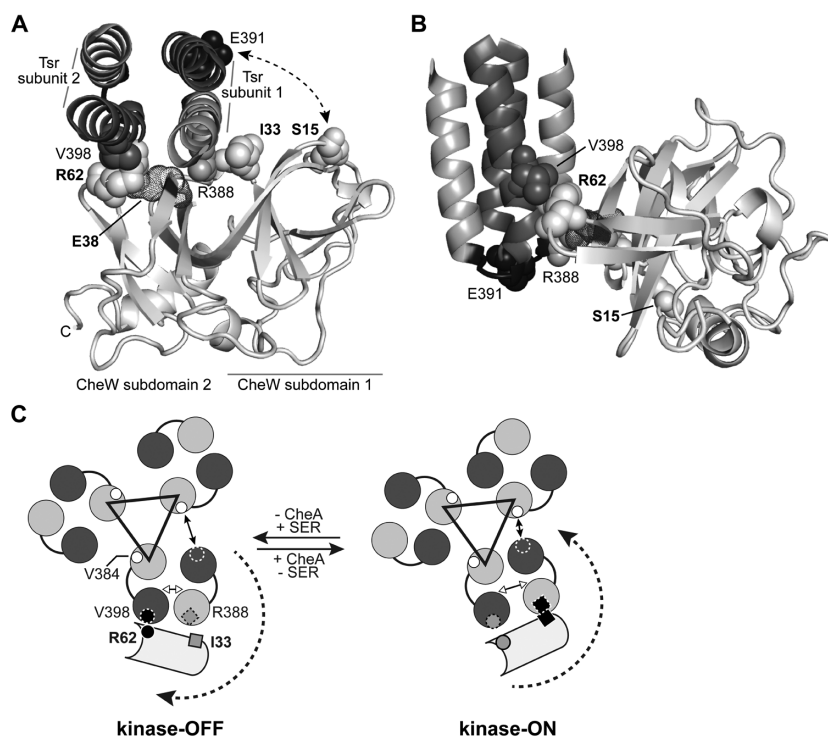 A
E391
Tsr
subunit 2
Tsr
subunit 1
I33
S15
V398
R62
R388
E38
C
CheW subdomain 2
CheW subdomain 1
B
V398
R62
R388
E391
S15
C
- CheA
+ SER
+ CheA
- SER
V384
V398
R388
R62
I33
kinase-OFF
kinase-ON